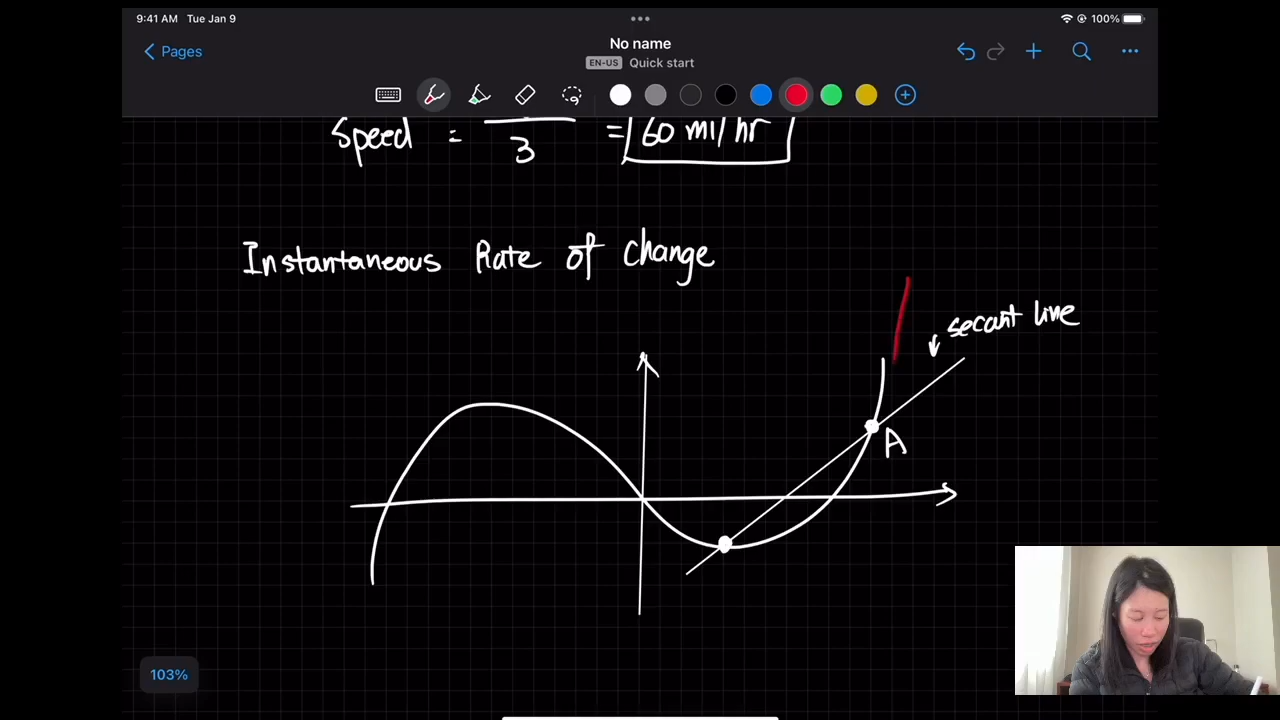 9:41 AM Tue Jan 9
100%
Pages
No name
EN-US Quick start
Speed = 3 = 60 mi/hr
Instantaneous Rate of change
secant line
A
103%